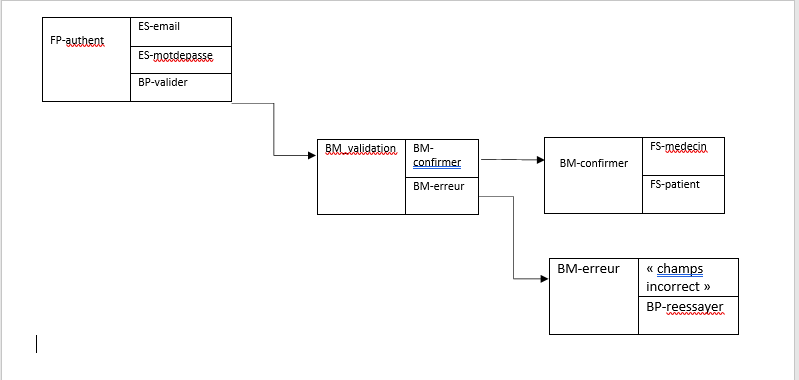 FP-authent
ES-email
ES-motdepasse
BP-valider
BM_validation
BM-
confirmer
BM-erreur
BM-confirmer
FS-medecin
FS-patient
BM-erreur
« champs
incorrect »
BP-reessayer